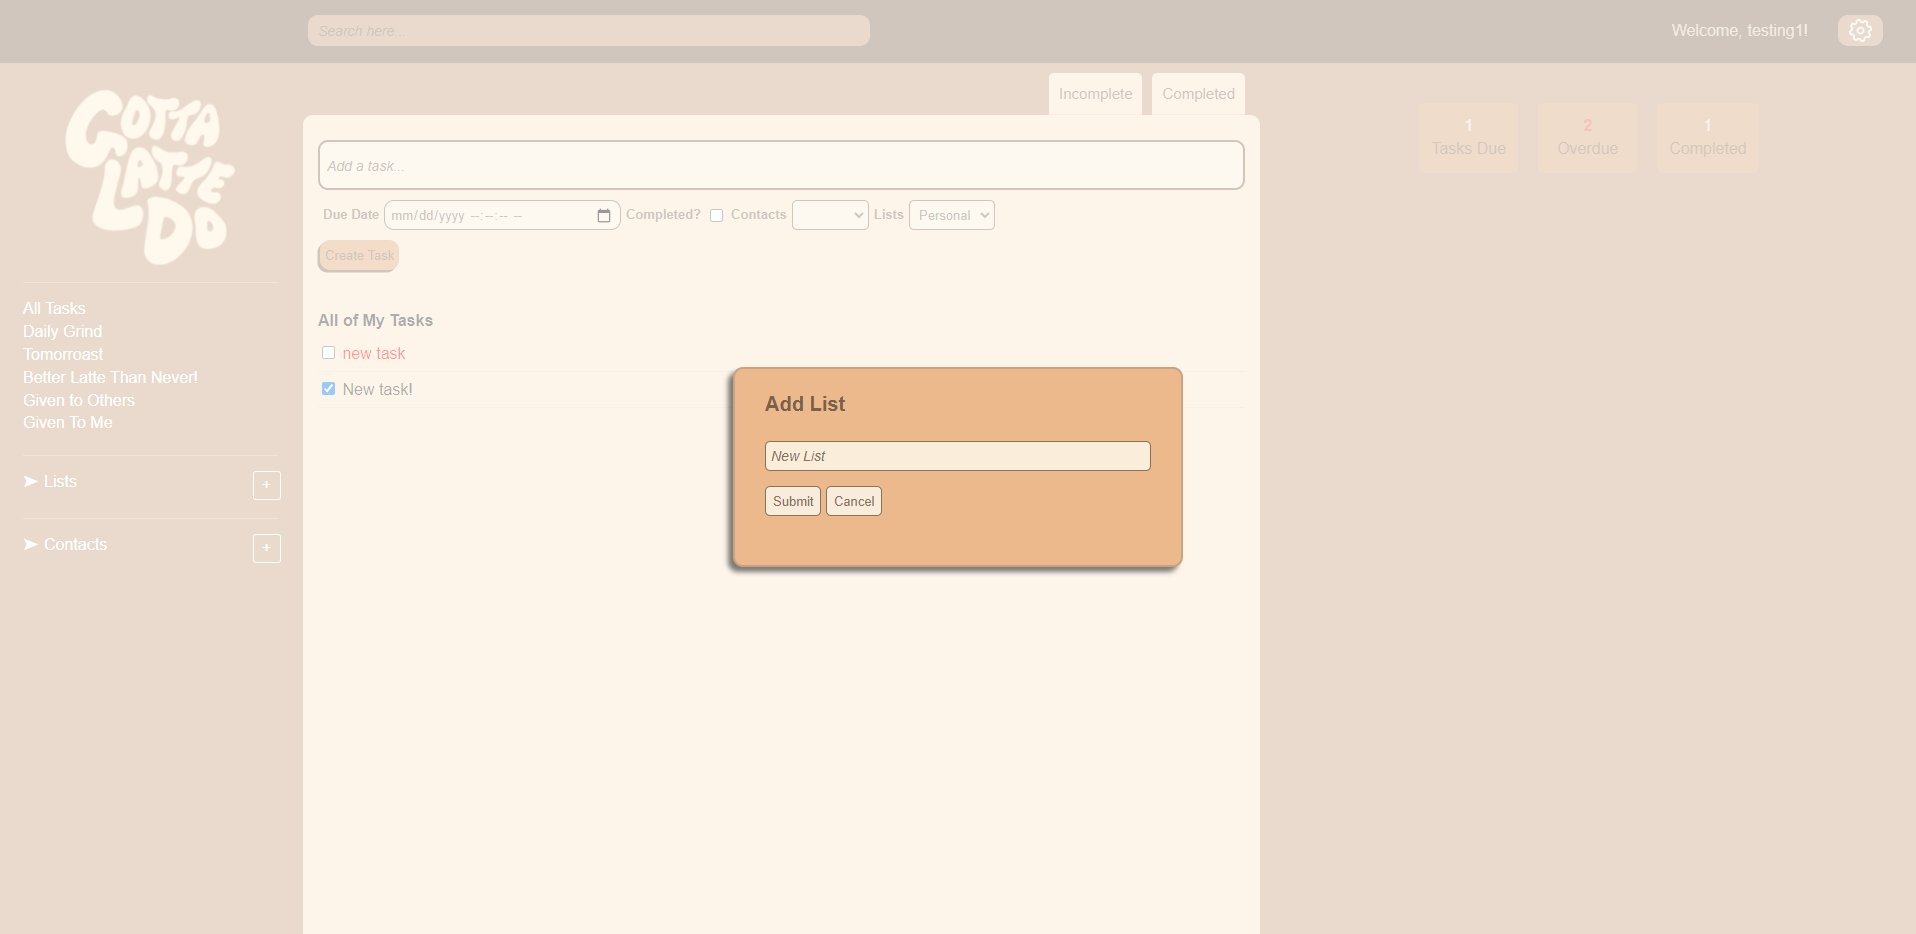 Search here...
Welcome, testing1!
GOTTA
LATTE
DO
All Tasks
Daily Grind
Tomorroast
Better Latte Than Never!
Given to Others
Given To Me
Lists
+
Contacts
+
Incomplete
Completed
Add a task...
Due Date mm/dd/yyyy --:--:-- -- Completed? Contacts Lists Personal
Create Task
All of My Tasks
new task
New task!
Add List
New List
Submit Cancel
1
Tasks Due
2
Overdue
1
Completed